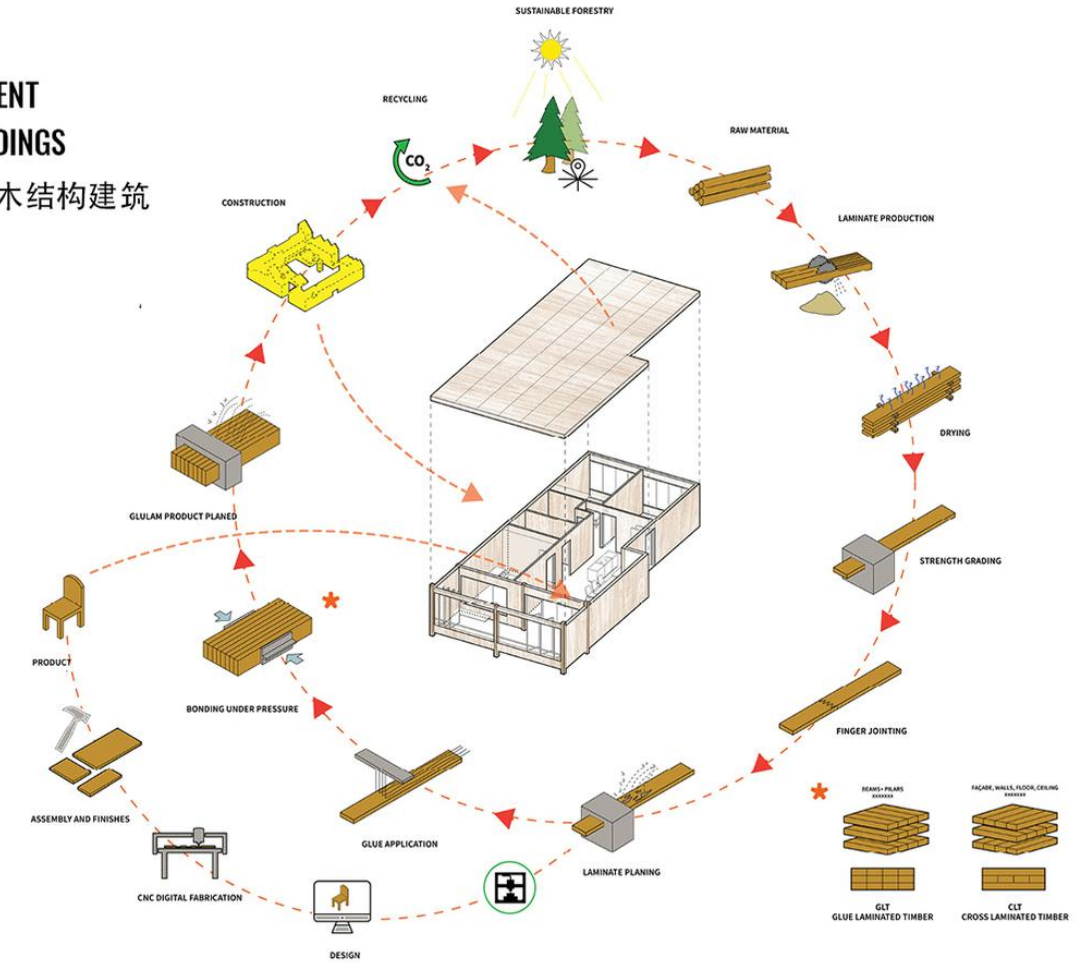 ENT
DINGS
木结构建筑
SUSTAINABLE FORESTRY
RECYCLING
CO2
RAW MATERIAL
CONSTRUCTION
LAMINATE PRODUCTION
DRYING
GLULAM PRODUCT PLANED
STRENGTH GRADING
PRODUCT
BONDING UNDER PRESSURE
FINGER JOINTING
ASSEMBLY AND FINISHES
GLUE APPLICATION
LAMINATE PLANING
CNC DIGITAL FABRICATION
DESIGN
*
*
BEAMS+ PILARS
XXXXXXX
GLT
GLUE LAMINATED TIMBER
FAÇADE, WALLS, FLOOR, CEILING
XXXXXXX
CLT
CROSS LAMINATED TIMBER